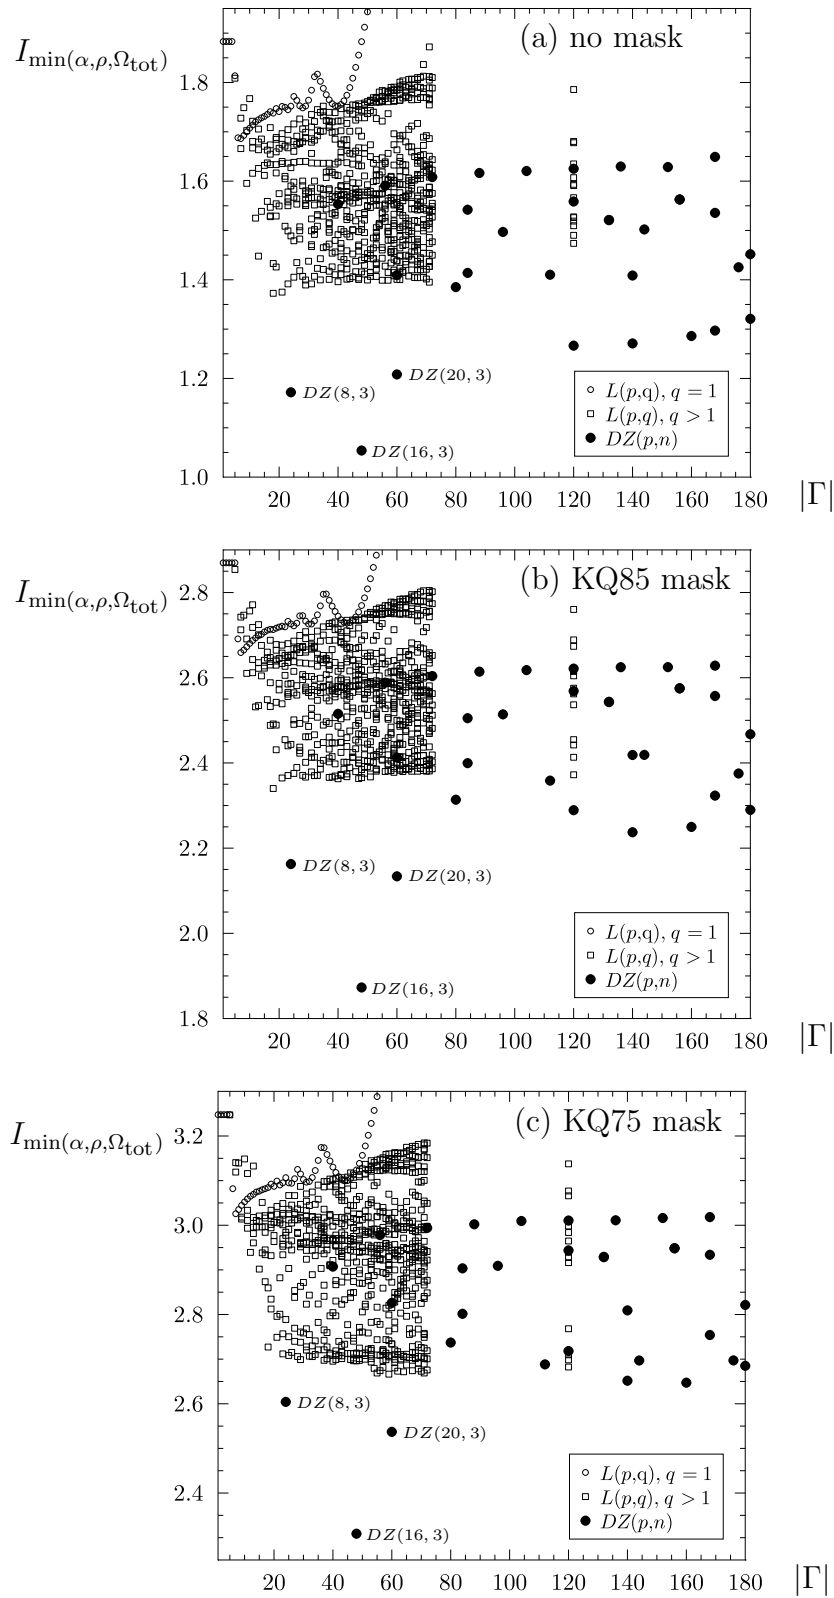 (a) no mask
I_min(α,ρ,Ω_tot)
1.8
1.6
1.4
1.2
1.0
DZ(20, 3)
DZ(8, 3)
DZ(16, 3)
L(p,q), q = 1
L(p,q), q > 1
DZ(p,n)
20 40 60 80 100 120 140 160 180 |Γ|
(b) KQ85 mask
I_min(α,ρ,Ω_tot)
2.8
2.6
2.4
2.2
2.0
1.8
DZ(8, 3)
DZ(20, 3)
DZ(16, 3)
L(p,q), q = 1
L(p,q), q > 1
DZ(p,n)
20 40 60 80 100 120 140 160 180 |Γ|
(c) KQ75 mask
I_min(α,ρ,Ω_tot)
3.2
3.0
2.8
2.6
2.4
DZ(8, 3)
DZ(20, 3)
DZ(16, 3)
L(p,q), q = 1
L(p,q), q > 1
DZ(p,n)
20 40 60 80 100 120 140 160 180 |Γ|